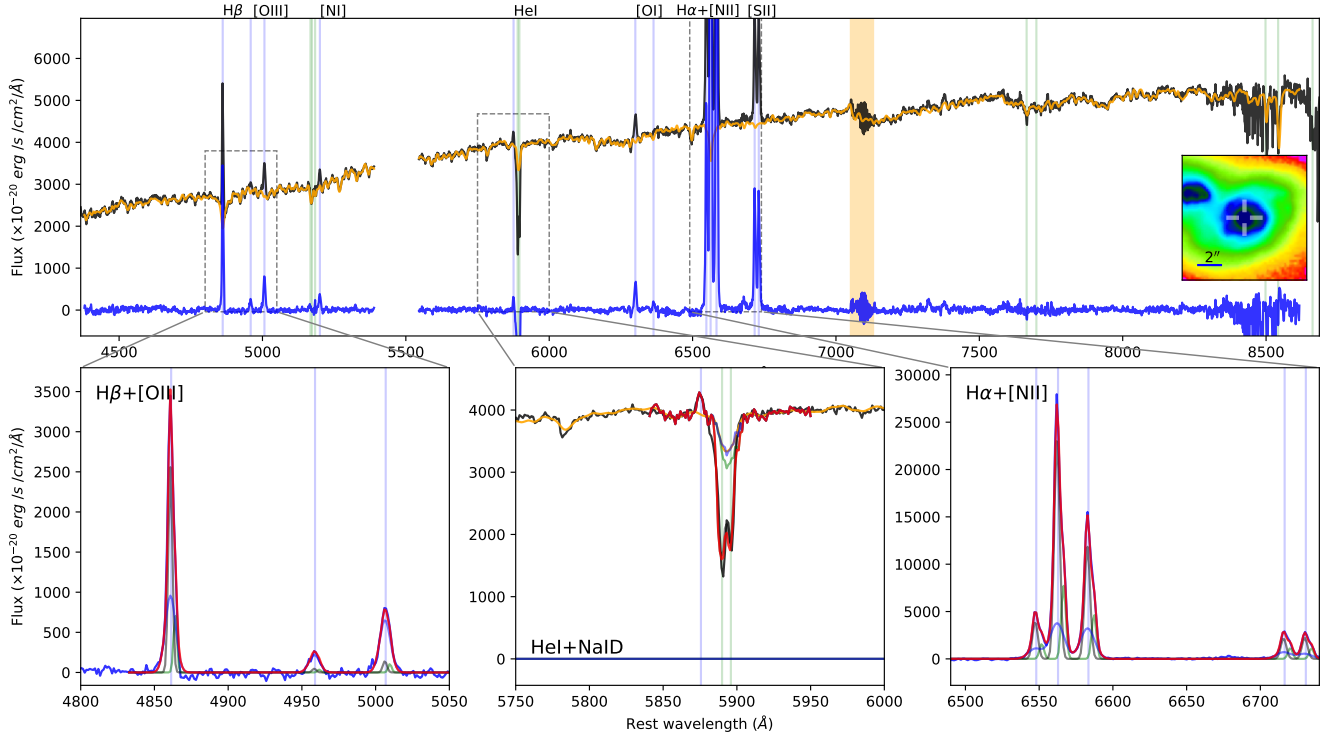 Hβ [OIII] [NI] HeI [OI] Hα+[NII] [SII]
Flux (×10⁻²⁰ erg /s /cm²/Å)
6000
5000
4000
3000
2000
1000
0
2″
4500 5000 5500 6000 6500 7000 7500 8000 8500
Hβ+[OIII]
Flux (×10⁻²⁰ erg /s /cm²/Å)
3500
3000
2500
2000
1500
1000
500
0
4800 4850 4900 4950 5000 5050
HeI+NaID
4000
3000
2000
1000
0
5750 5800 5850 5900 5950 6000
Rest wavelength (Å)
Hα+[NII]
30000
25000
20000
15000
10000
5000
0
6500 6550 6600 6650 6700